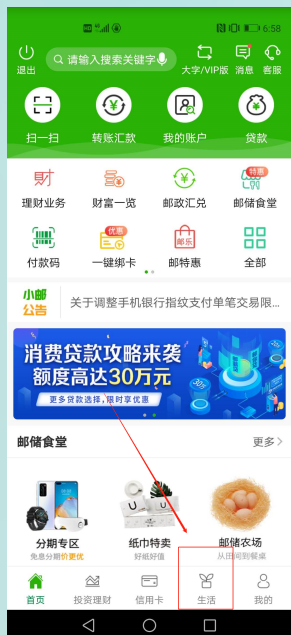 HD 4G 6:58
退出 请输入搜索关键字 大字/VIP版 消息 客服
扫一扫 转账汇款 我的账户 贷款
特惠
理财业务 财富一览 邮政汇兑 邮储食堂
优惠
邮乐
付款码 一键绑卡 邮特惠 全部
小邮
公告
关于调整手机银行指纹支付单笔交易限...
消费贷款攻略来袭
额度高达30万元
更多贷款选择,限时享优惠
邮储食堂 更多>
分期专区 纸巾特卖 邮储农场
免息分期价更优 好纸好值 从田间到餐桌
首页 投资理财 信用卡 生活 我的